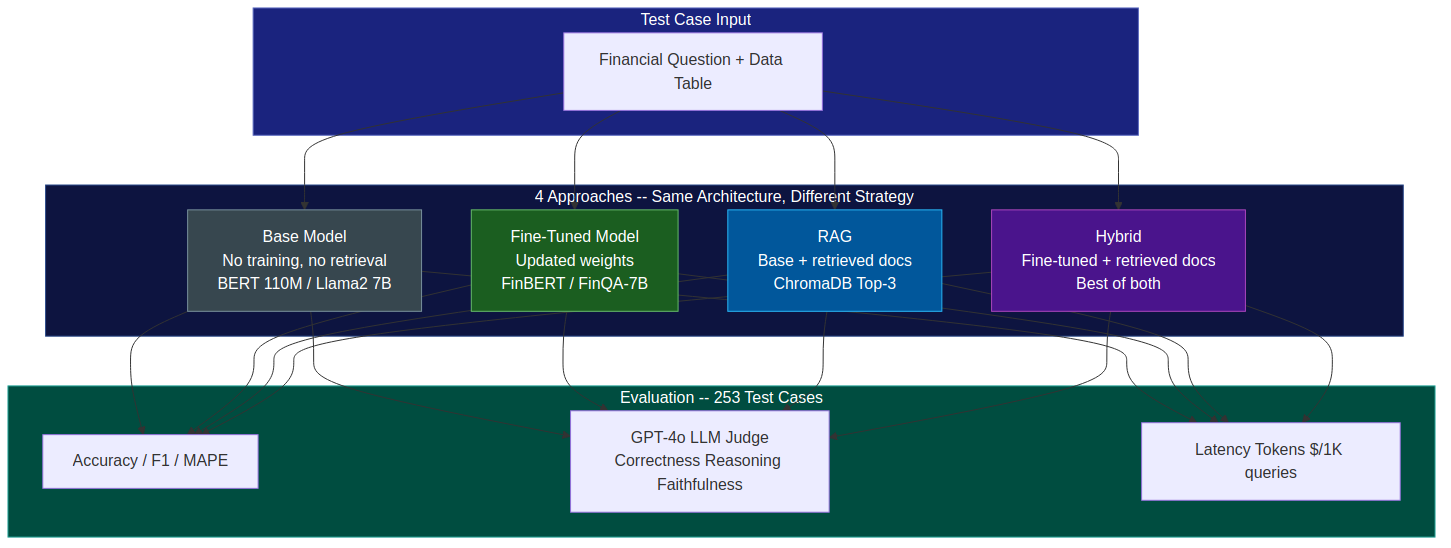 Test Case Input
Financial Question + Data
Table
4 Approaches -- Same Architecture, Different Strategy
Base Model
No training, no retrieval
BERT 110M / Llama2 7B
Fine-Tuned Model
Updated weights
FinBERT / FinQA-7B
RAG
Base + retrieved docs
ChromaDB Top-3
Hybrid
Fine-tuned + retrieved docs
Best of both
Evaluation -- 253 Test Cases
Accuracy / F1 / MAPE
GPT-4o LLM Judge
Correctness Reasoning
Faithfulness
Latency Tokens $/1K
queries